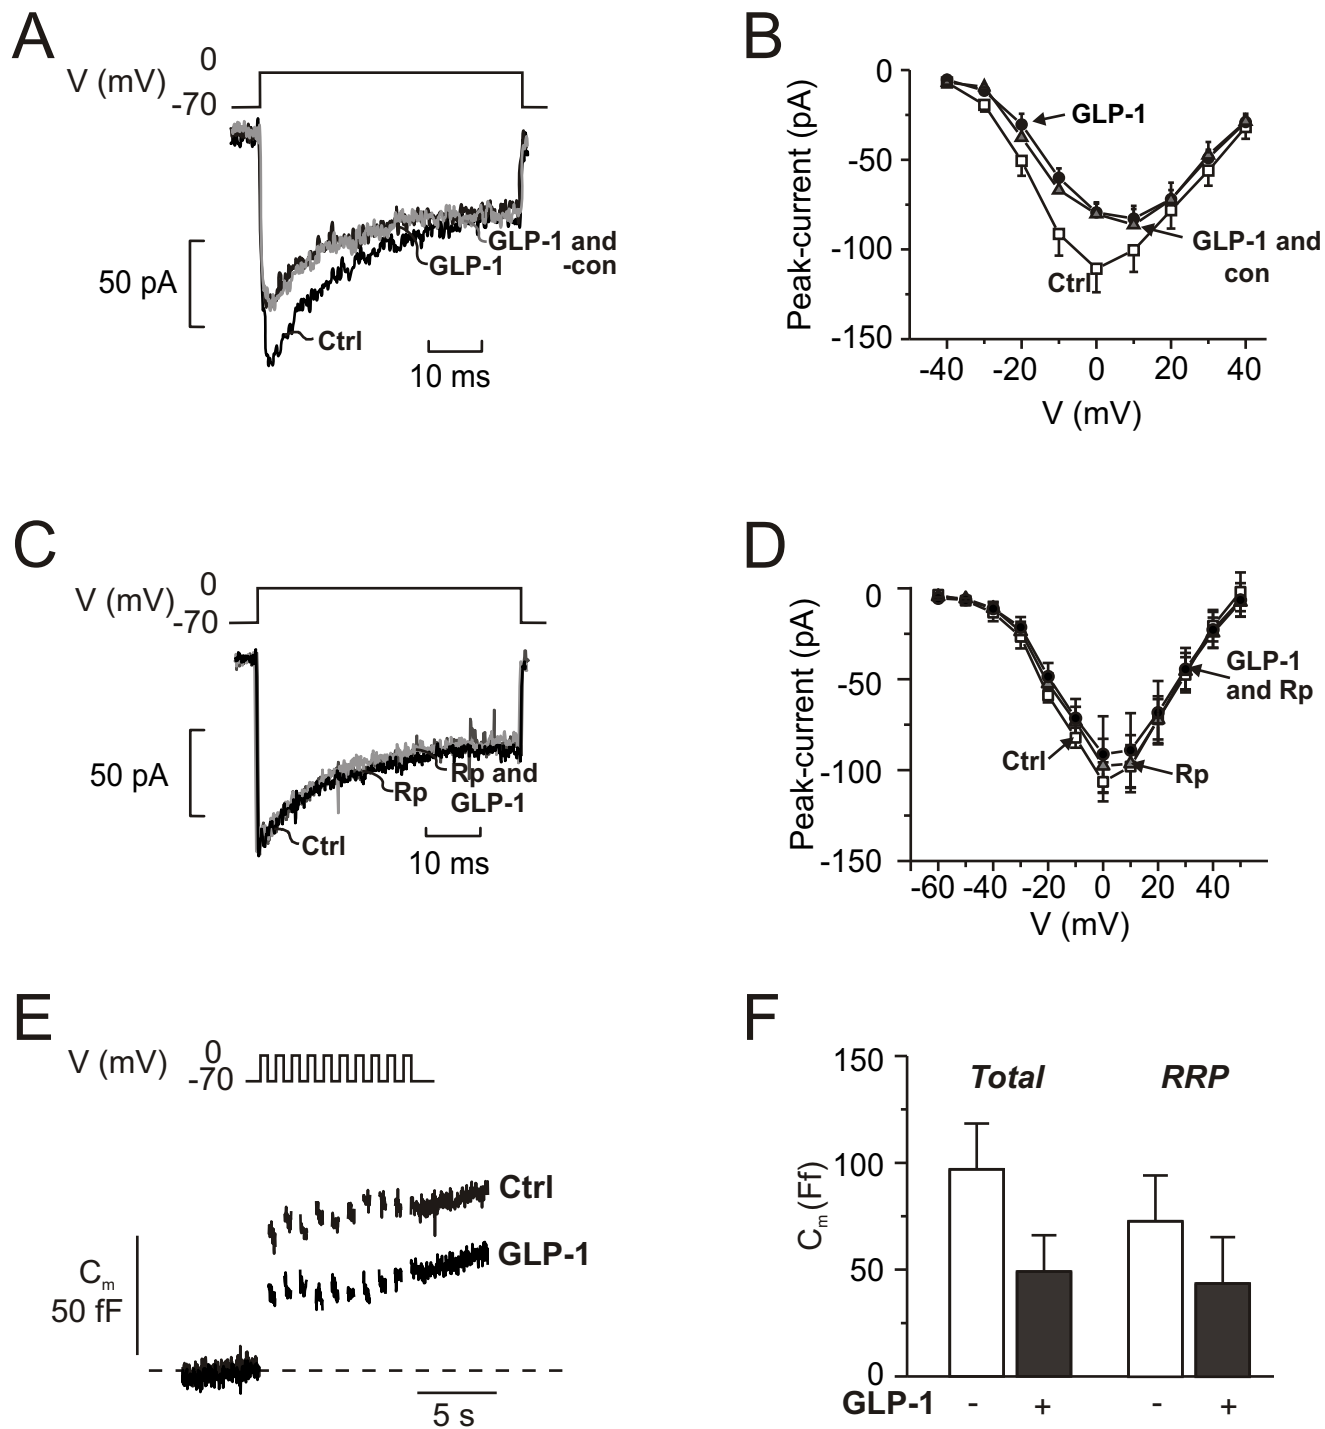 A
V (mV)
0
-70
50 pA
GLP-1 and
-con
GLP-1
Ctrl
10 ms
B
Peak-current (pA)
0
-50
-100
-150
GLP-1
GLP-1 and
con
Ctrl
-40 -20 0 20 40
V (mV)
C
V (mV)
0
-70
50 pA
Rp and
GLP-1
Rp
Ctrl
10 ms
D
Peak-current (pA)
0
-50
-100
-150
GLP-1
and Rp
Ctrl
Rp
-60 -40 -20 0 20 40
V (mV)
E
V (mV)
0
-70
Ctrl
GLP-1
Cm
50 fF
5 s
F
Cm (Ff)
150
100
50
0
Total RRP
GLP-1 - + - +